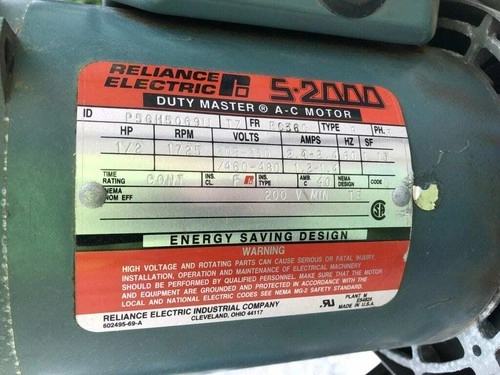 RELIANCE
ELECTRIC
S-2000
DUTY MASTER ® A-C MOTOR
ID FR TYPE PH.
HP RPM VOLTS AMPS HZ SF
1/2 1725
/460-480
TIME RATING CONT INS. CL. F INS. TYPE AMB. C 40 NEMA DESIGN CODE
NEMA NOM EFF 200 V MIN
ENERGY SAVING DESIGN
WARNING
HIGH VOLTAGE AND ROTATING PARTS CAN CAUSE SERIOUS OR FATAL INJURY.
INSTALLATION, OPERATION AND MAINTENANCE OF ELECTRICAL MACHINERY
SHOULD BE PERFORMED BY QUALIFIED PERSONNEL. MAKE SURE THAT THE MOTOR
AND EQUIPMENT ARE GROUNDED & PROTECTED IN ACCORDANCE WITH THE
LOCAL AND NATIONAL ELECTRIC CODES SEE NEMA MG-2 SAFETY STANDARD.
RELIANCE ELECTRIC INDUSTRIAL COMPANY
CLEVELAND, OHIO 44117
602495-69-A
PLANT #
MADE IN U.S.A.